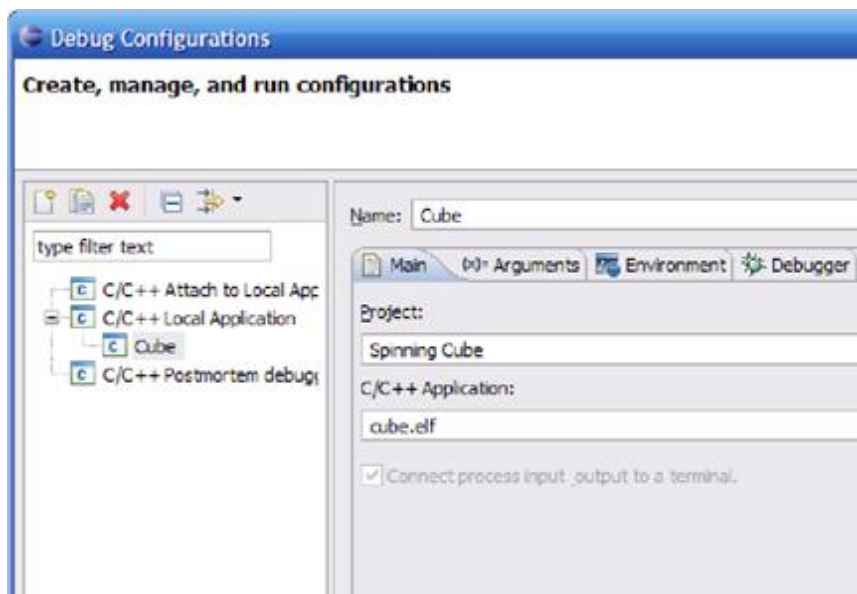 Debug Configurations
Create, manage, and run configurations
type filter text
C/C++ Attach to Local App
C/C++ Local Application
Cube
C/C++ Postmortem debugg
Name: Cube
Main (x)= Arguments Environment Debugger
Project:
Spinning Cube
C/C++ Application:
cube.elf
Connect process input output to a terminal.